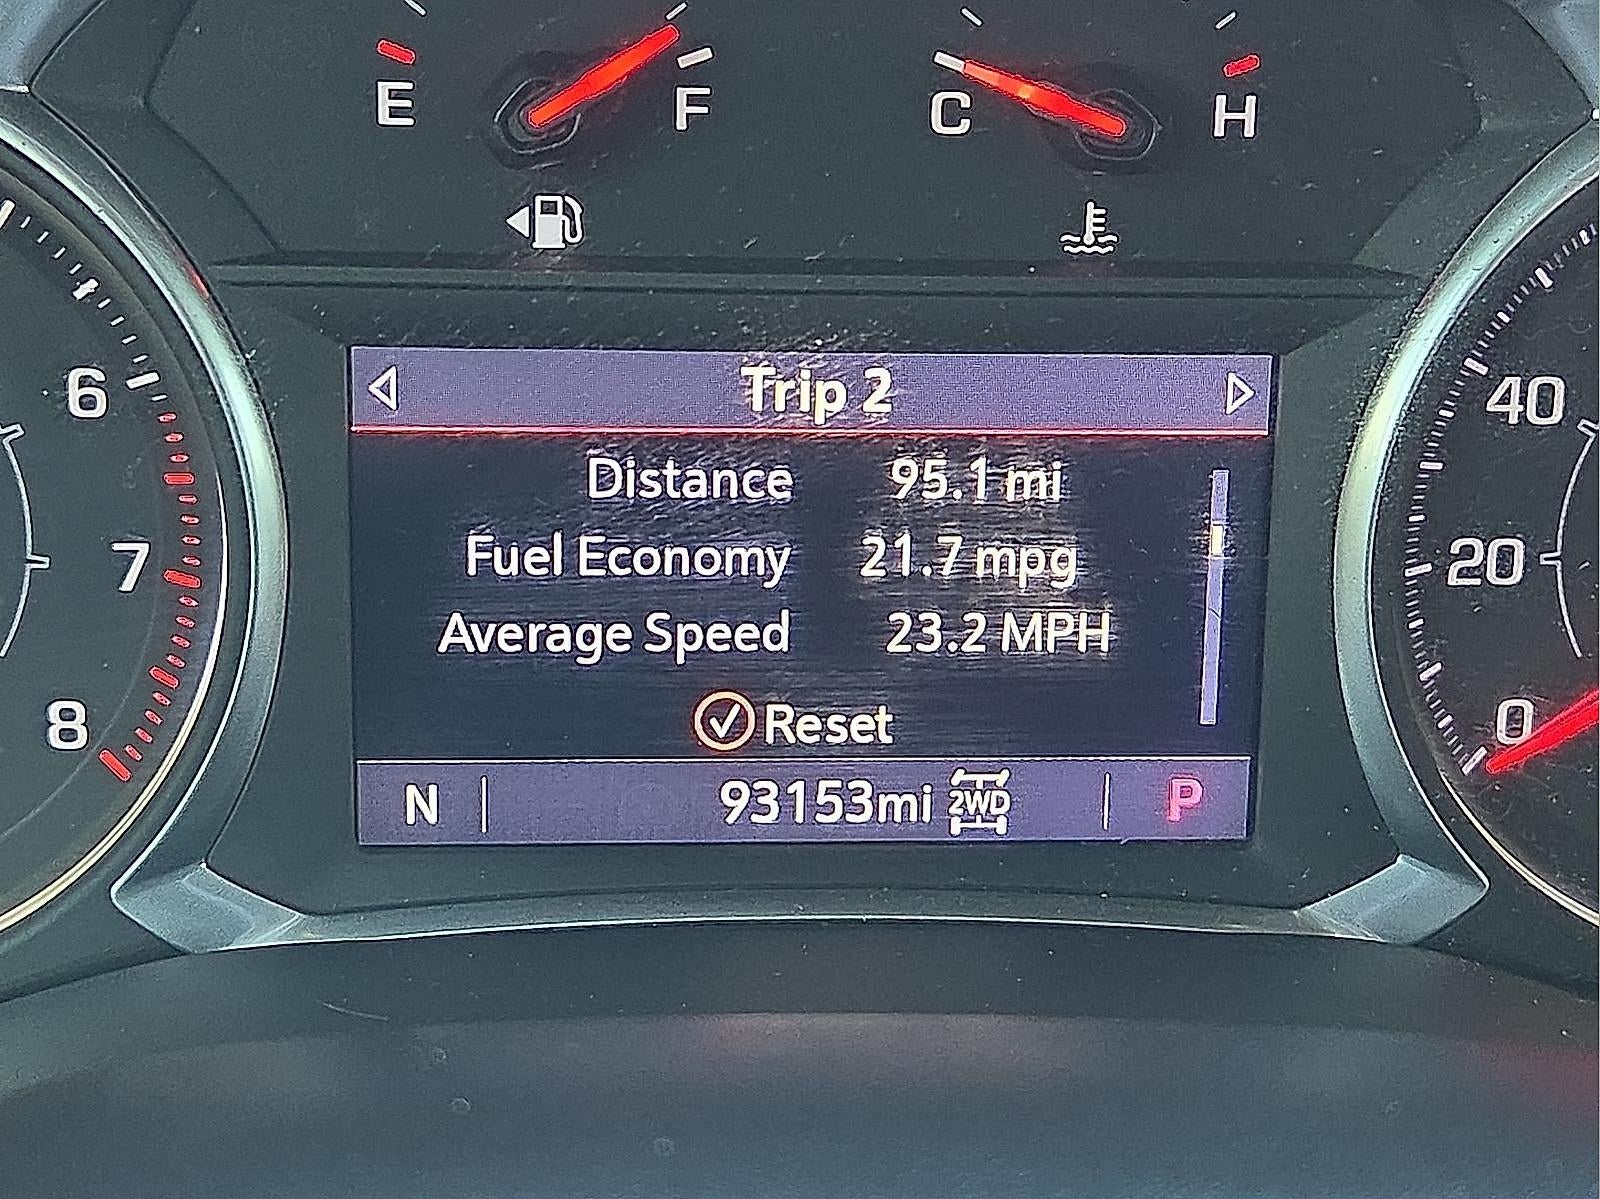 E F C H
Trip 2
Distance 95.1 mi
Fuel Economy 21.7 mpg
Average Speed 23.2 MPH
Reset
N 93153mi 2WD P
6
7
8
40
20
0